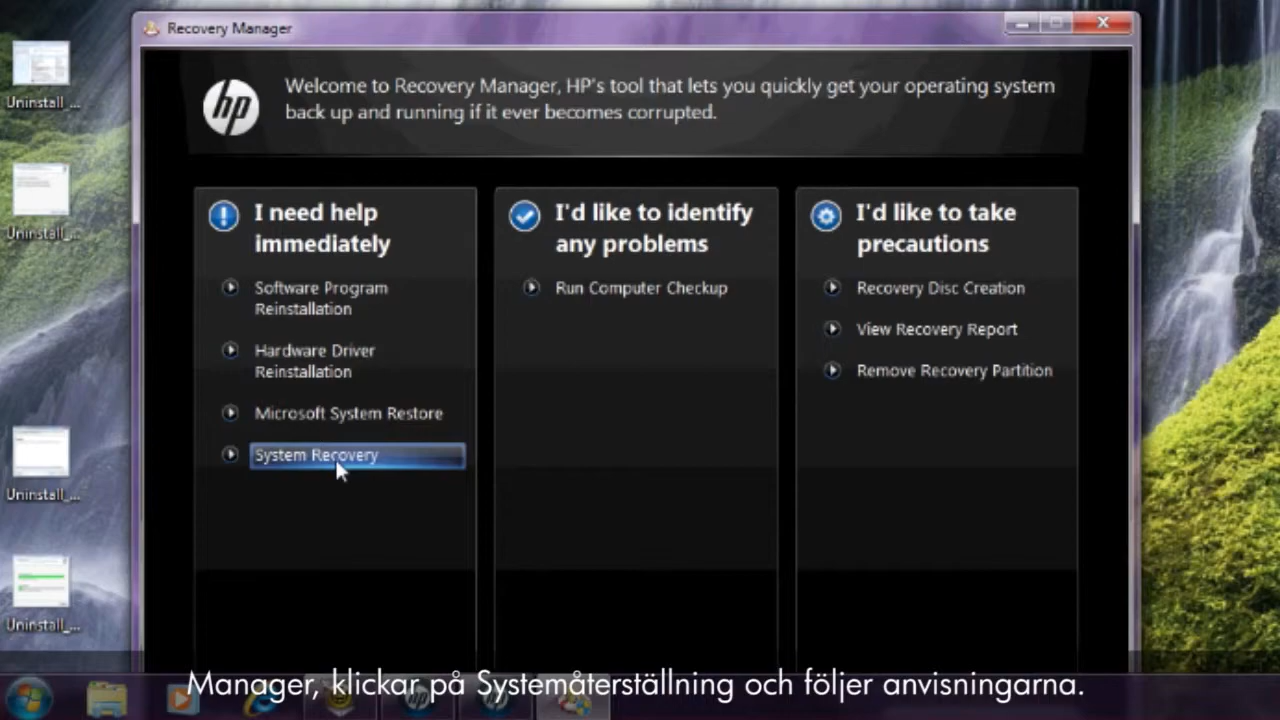 Recovery Manager
hp
Welcome to Recovery Manager, HP's tool that lets you quickly get your operating system
back up and running if it ever becomes corrupted.
I need help
immediately
Software Program
Reinstallation
Hardware Driver
Reinstallation
Microsoft System Restore
System Recovery
I'd like to identify
any problems
Run Computer Checkup
I'd like to take
precautions
Recovery Disc Creation
View Recovery Report
Remove Recovery Partition
Uninstall_...
Uninstall_...
Uninstall_...
Uninstall_...
Manager, klickar på Systemåterställning och följer anvisningarna.